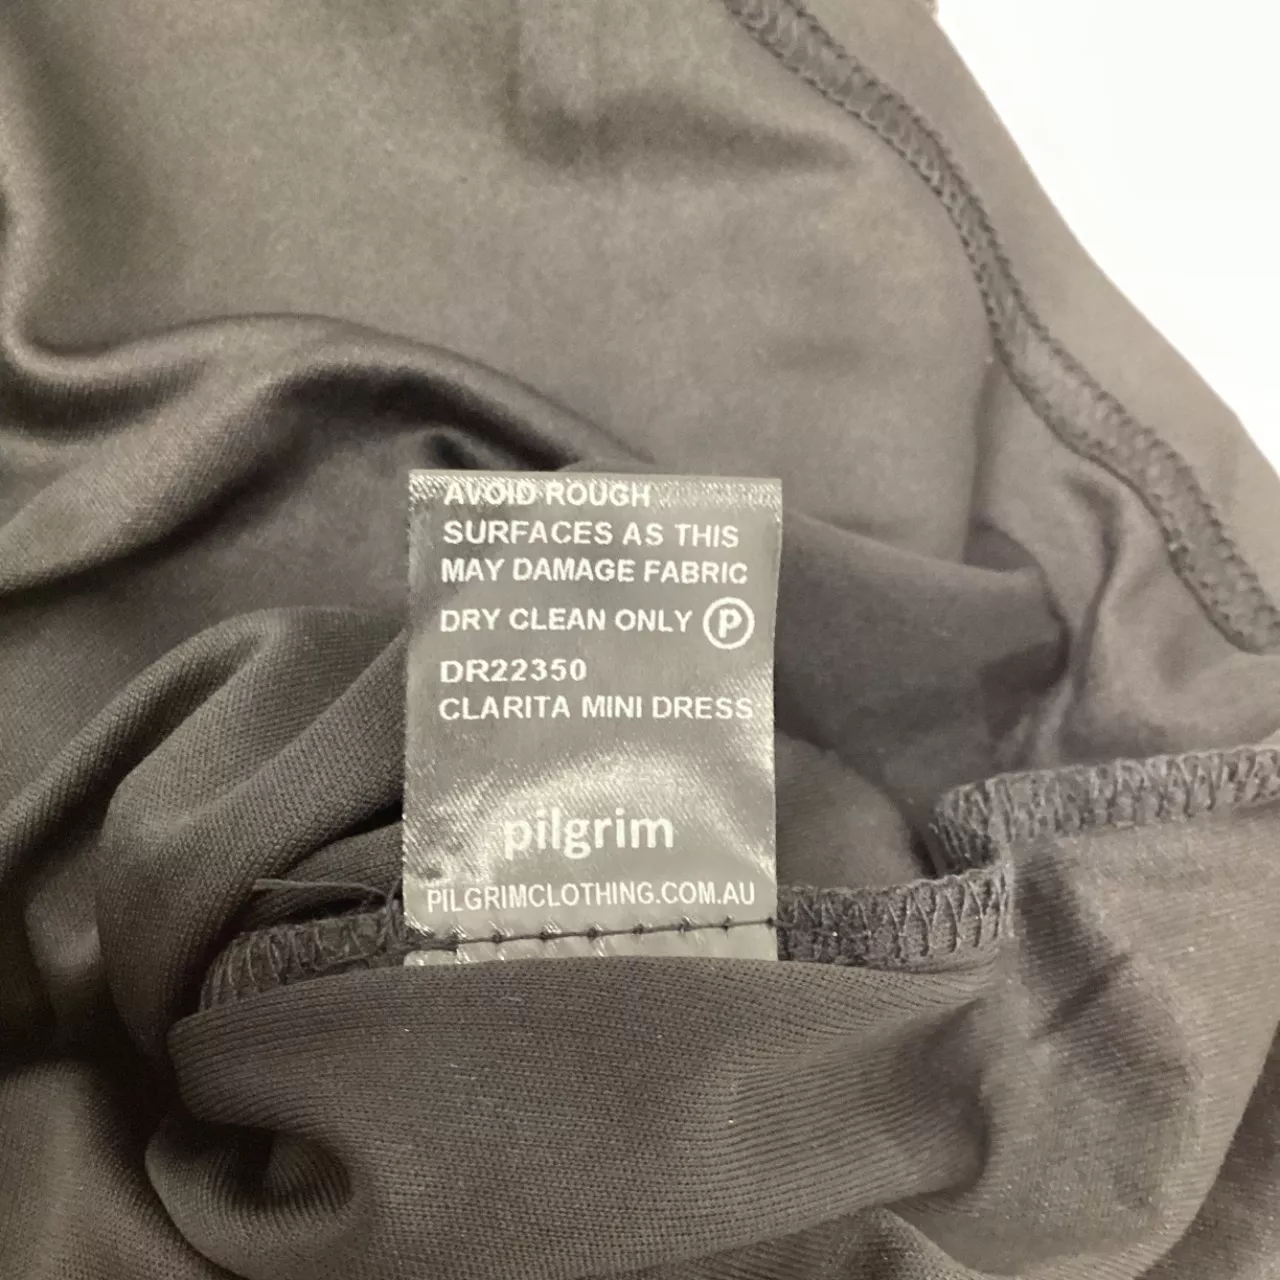 AVOID ROUGH
SURFACES AS THIS
MAY DAMAGE FABRIC
DRY CLEAN ONLY P
DR22350
CLARITA MINI DRESS
pilgrim
PILGRIMCLOTHING.COM.AU